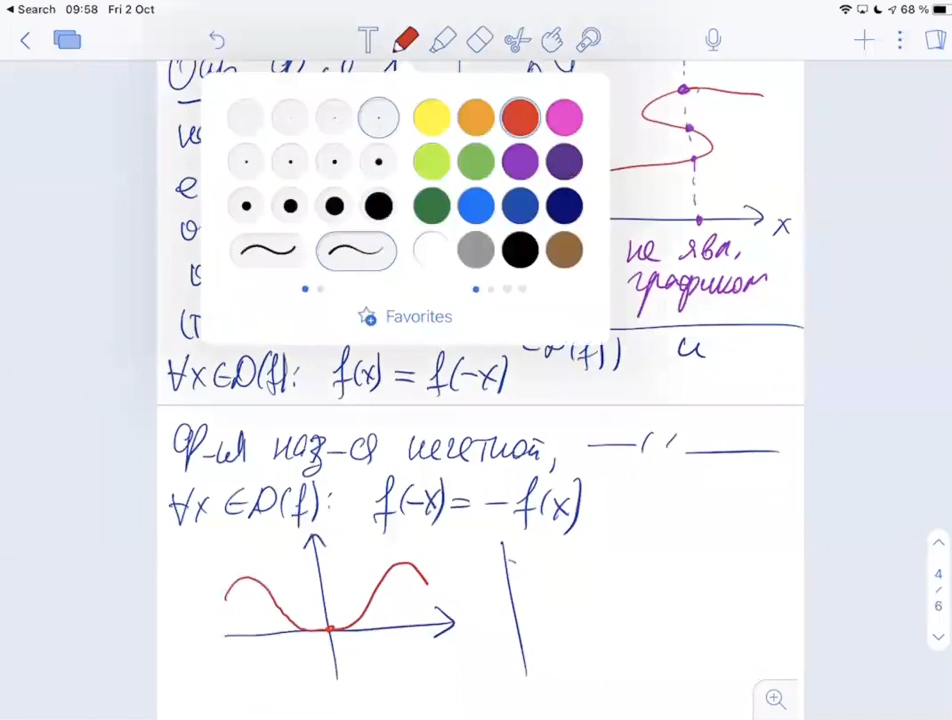 Search 09:58 Fri 2 Oct 68 %
T
x
не явл.
графиком
Favorites
и
∀x∈D(f): f(x) = f(-x)
Ф-ия наз-ся нечетной, —〃—
∀x ∈D(f): f(-x) = -f(x)
4
/
6